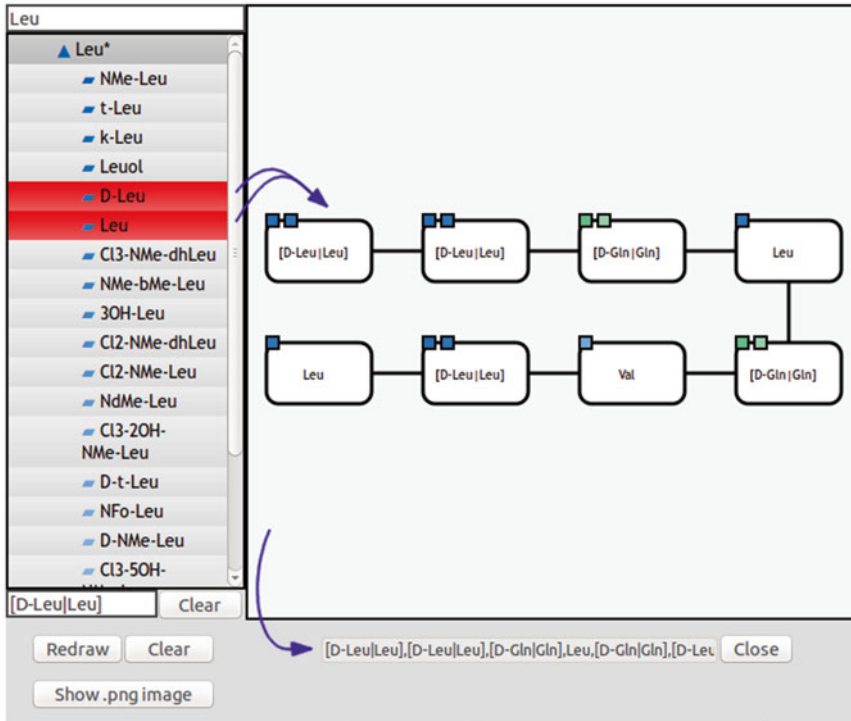 Leu
Leu*
NMe-Leu
t-Leu
k-Leu
Leuol
D-Leu
Leu
Cl3-NMe-dhLeu
NMe-bMe-Leu
3OH-Leu
Cl2-NMe-dhLeu
Cl2-NMe-Leu
NdMe-Leu
Cl3-2OH-
NMe-Leu
D-t-Leu
NFo-Leu
D-NMe-Leu
Cl3-5OH-
[D-Leu|Leu]
Clear
[D-Leu|Leu]
[D-Leu|Leu]
[D-Gln|Gln]
Leu
Leu
[D-Leu|Leu]
Val
[D-Gln|Gln]
Redraw
Clear
[D-Leu|Leu],[D-Leu|Leu],[D-Gln|Gln],Leu,[D-Gln|Gln],[D-Leu
Close
Show .png image